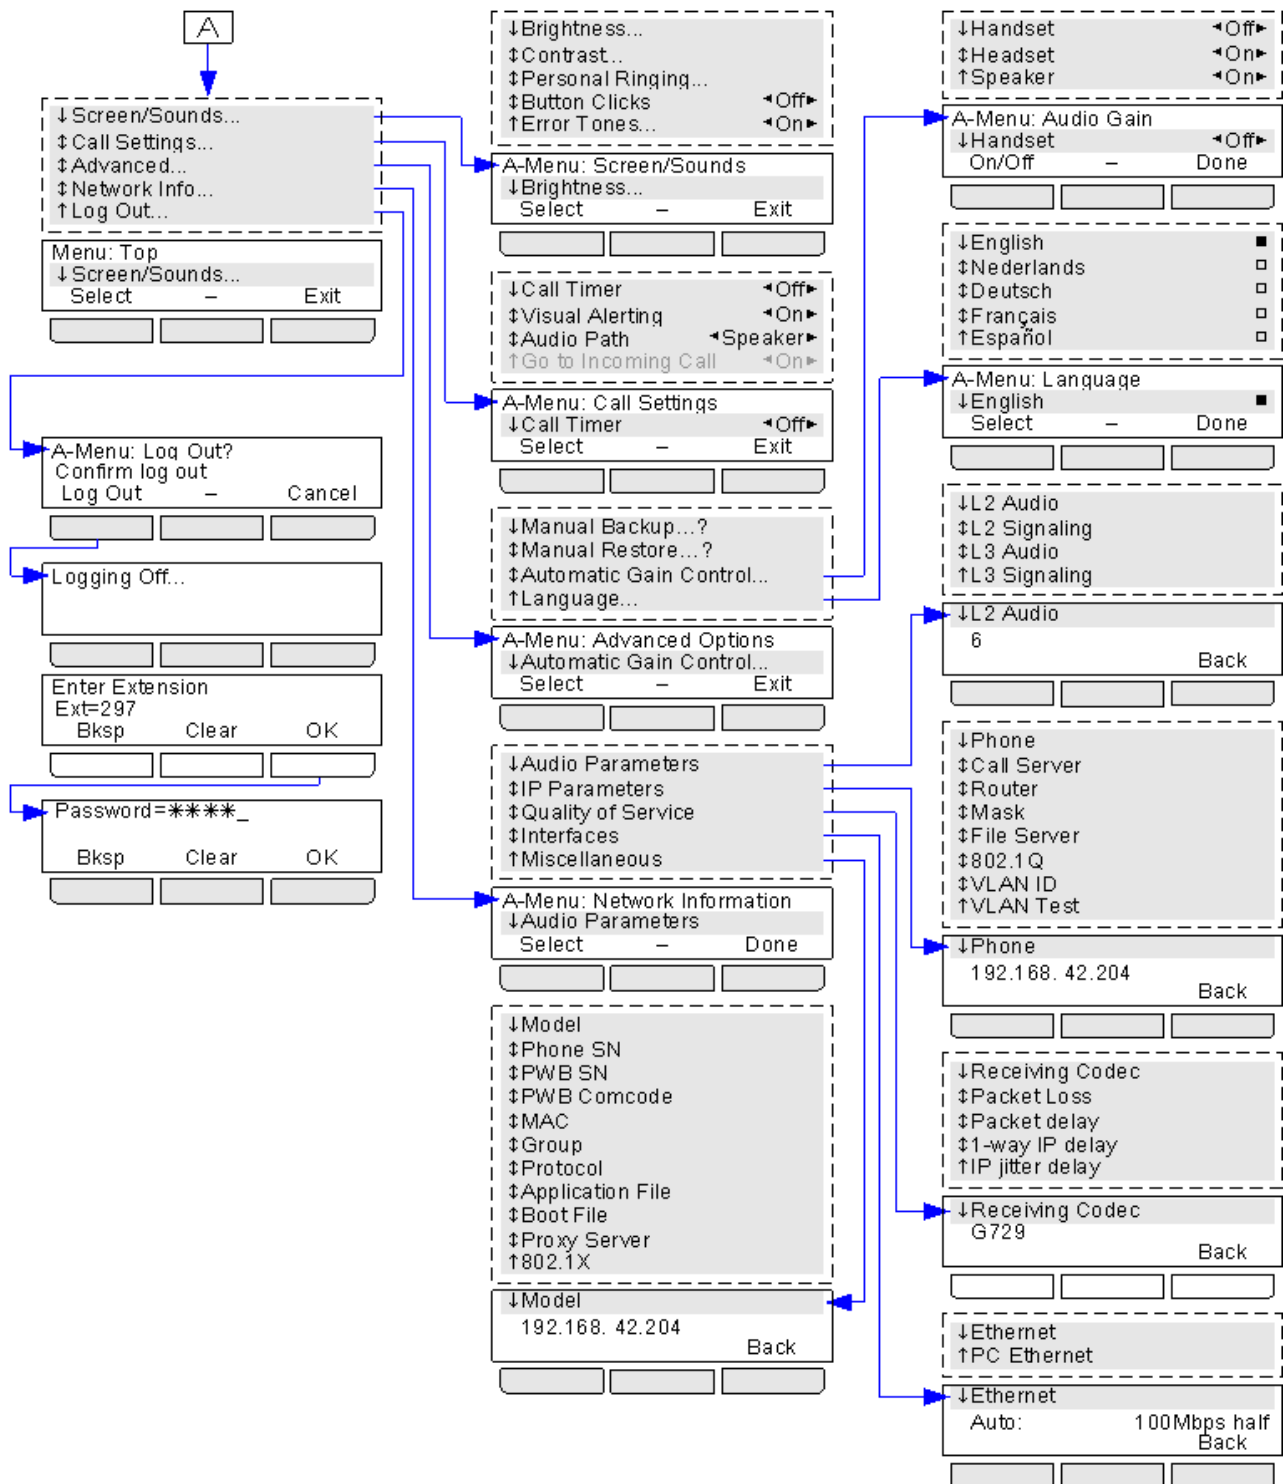 A
↓Screen/Sounds...
↕Call Settings...
↕Advanced...
↕Network Info...
↑Log Out...
Menu: Top
↓Screen/Sounds...
Select – Exit
A-Menu: Log Out?
Confirm log out
Log Out – Cancel
Logging Off...
Enter Extension
Ext=297
Bksp Clear OK
Password=****_
Bksp Clear OK
↓Brightness...
↕Contrast...
↕Personal Ringing...
↕Button Clicks ◄Off►
↑Error Tones... ◄On►
A-Menu: Screen/Sounds
↓Brightness...
Select – Exit
↓Call Timer ◄Off►
↕Visual Alerting ◄On►
↕Audio Path ◄Speaker►
↑Go to Incoming Call ◄On►
A-Menu: Call Settings
↓Call Timer ◄Off►
Select – Exit
↓Manual Backup...?
↕Manual Restore...?
↕Automatic Gain Control...
↑Language...
A-Menu: Advanced Options
↓Automatic Gain Control...
Select – Exit
↓Audio Parameters
↕IP Parameters
↕Quality of Service
↕Interfaces
↑Miscellaneous
A-Menu: Network Information
↓Audio Parameters
Select – Done
↓Model
↕Phone SN
↕PWB SN
↕PWB Comcode
↕MAC
↕Group
↕Protocol
↕Application File
↕Boot File
↕Proxy Server
↑802.1X
↓Model
192.168. 42.204
Back
↓Handset ◄Off►
↕Headset ◄On►
↑Speaker ◄On►
A-Menu: Audio Gain
↓Handset ◄Off►
On/Off – Done
↓English ■
↕Nederlands □
↕Deutsch □
↕Français □
↑Español □
A-Menu: Language
↓English ■
Select – Done
↓L2 Audio
↕L2 Signaling
↕L3 Audio
↑L3 Signaling
↓L2 Audio
6
Back
↓Phone
↕Call Server
↕Router
↕Mask
↕File Server
↕802.1Q
↕VLAN ID
↑VLAN Test
↓Phone
192.168. 42.204
Back
↓Receiving Codec
↕Packet Loss
↕Packet delay
↕1-way IP delay
↑IP jitter delay
↓Receiving Codec
G729
Back
↓Ethernet
↑PC Ethernet
↓Ethernet
Auto: 100Mbps half
Back